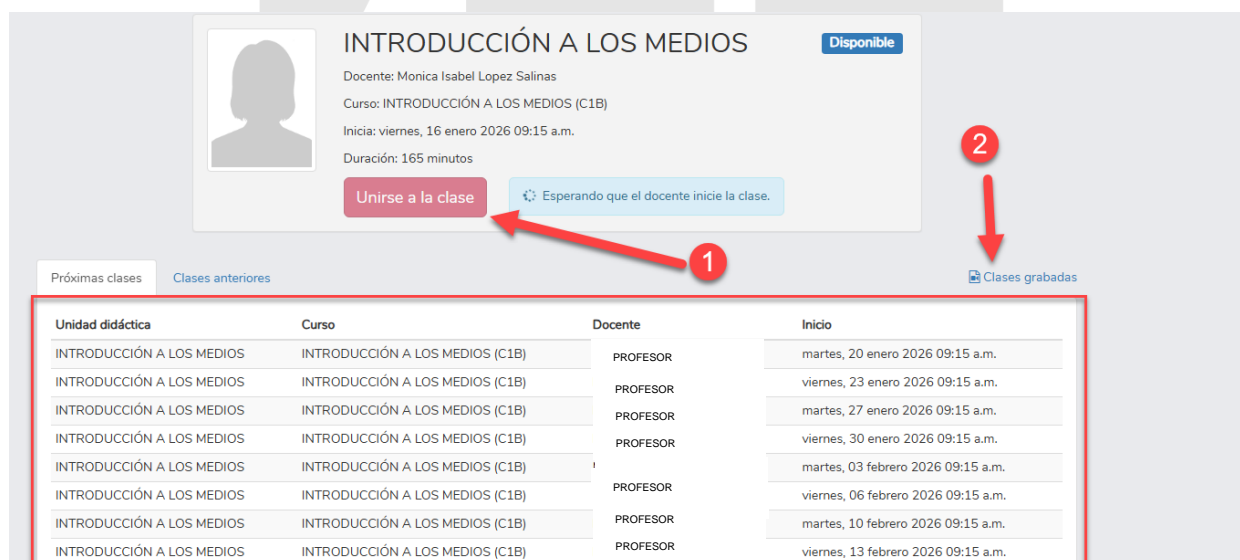 INTRODUCCIÓN A LOS MEDIOS Disponible
Docente: Monica Isabel Lopez Salinas
Curso: INTRODUCCIÓN A LOS MEDIOS (C1B)
Inicia: viernes, 16 enero 2026 09:15 a.m.
Duración: 165 minutos
2
Unirse a la clase Esperando que el docente inicie la clase.
1
Próximas clases Clases anteriores Clases grabadas
Unidad didáctica Curso Docente Inicio
INTRODUCCIÓN A LOS MEDIOS INTRODUCCIÓN A LOS MEDIOS (C1B) PROFESOR martes, 20 enero 2026 09:15 a.m.
INTRODUCCIÓN A LOS MEDIOS INTRODUCCIÓN A LOS MEDIOS (C1B) PROFESOR viernes, 23 enero 2026 09:15 a.m.
INTRODUCCIÓN A LOS MEDIOS INTRODUCCIÓN A LOS MEDIOS (C1B) PROFESOR martes, 27 enero 2026 09:15 a.m.
INTRODUCCIÓN A LOS MEDIOS INTRODUCCIÓN A LOS MEDIOS (C1B) PROFESOR viernes, 30 enero 2026 09:15 a.m.
INTRODUCCIÓN A LOS MEDIOS INTRODUCCIÓN A LOS MEDIOS (C1B) martes, 03 febrero 2026 09:15 a.m.
INTRODUCCIÓN A LOS MEDIOS INTRODUCCIÓN A LOS MEDIOS (C1B) PROFESOR viernes, 06 febrero 2026 09:15 a.m.
INTRODUCCIÓN A LOS MEDIOS INTRODUCCIÓN A LOS MEDIOS (C1B) PROFESOR martes, 10 febrero 2026 09:15 a.m.
INTRODUCCIÓN A LOS MEDIOS INTRODUCCIÓN A LOS MEDIOS (C1B) PROFESOR viernes, 13 febrero 2026 09:15 a.m.